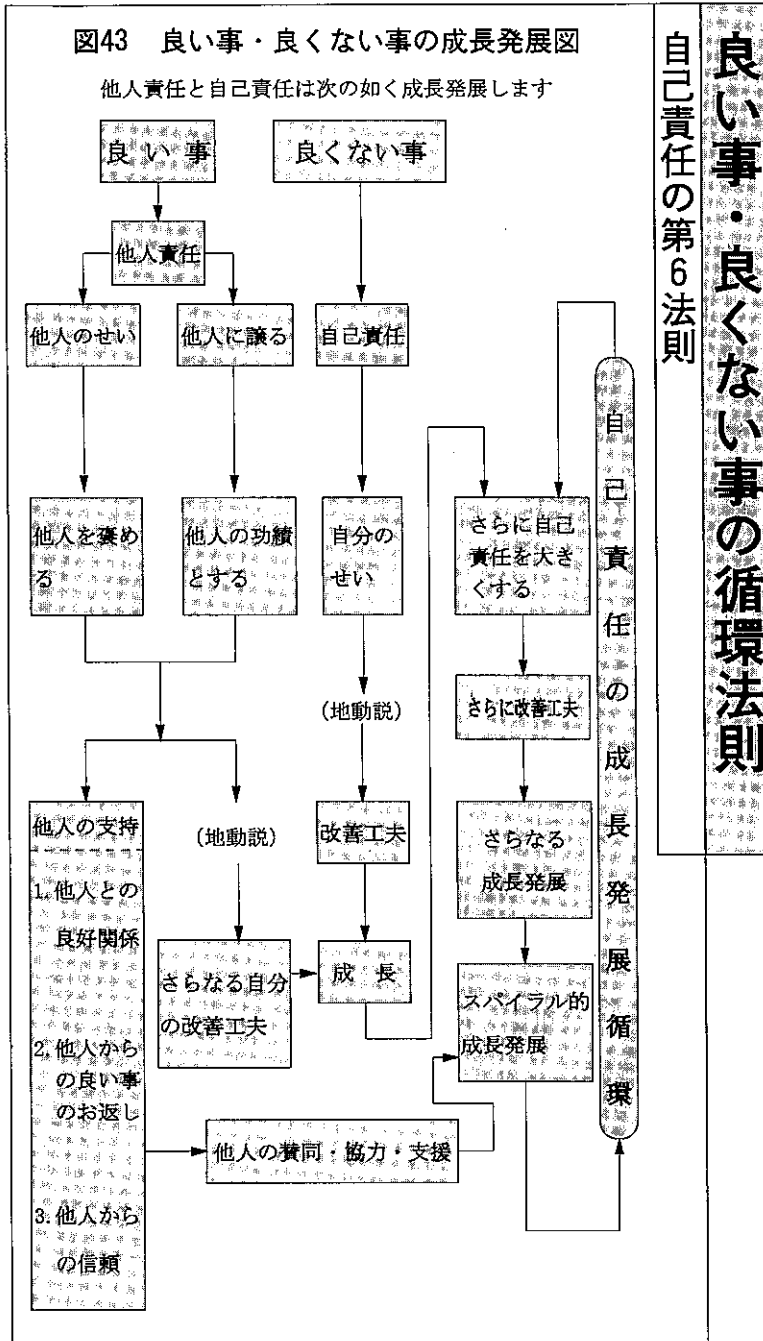 良い事・良くない事の循環法則
自己責任の第6法則
図43 良い事・良くない事の成長発展図
他人責任と自己責任は次の如く成長発展します
良い事
良くない事
他人責任
他人のせい
他人に譲る
自己責任
他人を褒め
る
他人の功績
とする
自分の
せい
(地動説)
他人の支持
1. 他人との
良好関係
2. 他人から
の良い事
のお返し
3. 他人から
の信頼
(地動説)
改善工夫
さらなる自分
の改善工夫
成長
他人の賛同・協力・支援
さらに自己
責任を大き
くする
さらに改善工夫
さらなる
成長発展
スパイラル的
成長発展
自己責任の成長発展循環